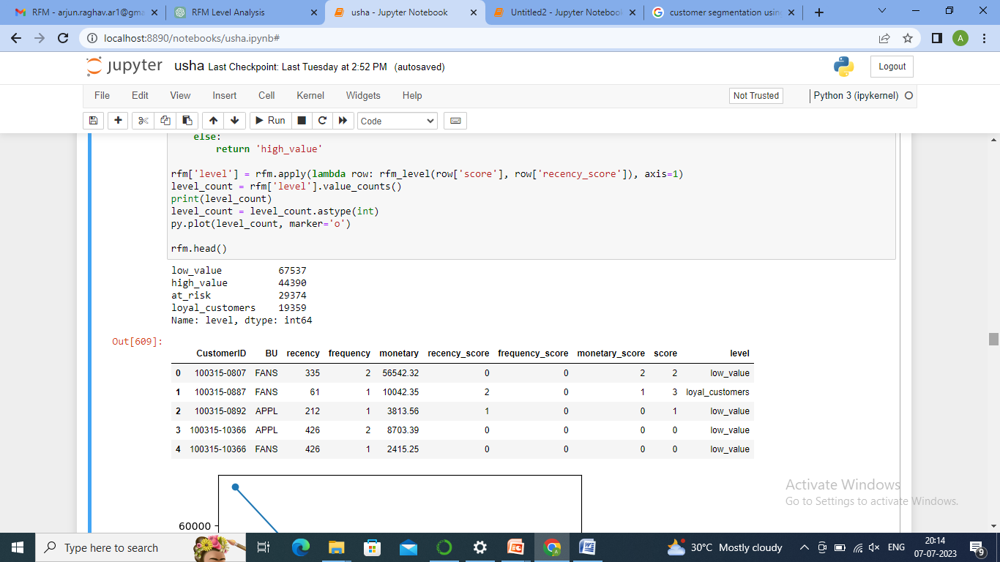 RFM - arjun.raghav.ar1@gma
RFM Level Analysis
usha - Jupyter Notebook
Untitled2 - Jupyter Notebook
customer segmentation usin
localhost:8890/notebooks/usha.ipynb#
A
jupyter usha Last Checkpoint: Last Tuesday at 2:52 PM (autosaved)
Logout
File Edit View Insert Cell Kernel Widgets Help
Not Trusted
Python 3 (ipykernel)
Run
Code
else:
return 'high_value'
rfm['level'] = rfm.apply(lambda row: rfm_level(row['score'], row['recency_score']), axis=1)
level_count = rfm['level'].value_counts()
print(level_count)
level_count = level_count.astype(int)
py.plot(level_count, marker='o')
rfm.head()
low_value 67537
high_value 44390
at_risk 29374
loyal_customers 19359
Name: level, dtype: int64
Out[609]:
CustomerID BU recency frequency monetary recency_score frequency_score monetary_score score level
0 100315-0807 FANS 335 2 56542.32 0 0 2 2 low_value
1 100315-0887 FANS 61 1 10042.35 2 0 1 3 loyal_customers
2 100315-0892 APPL 212 1 3813.56 1 0 0 1 low_value
3 100315-10366 APPL 426 2 8703.39 0 0 0 0 low_value
4 100315-10366 FANS 426 1 2415.25 0 0 0 0 low_value
60000
Activate Windows
Go to Settings to activate Windows.
Type here to search
30°C Mostly cloudy
ENG
20:14
07-07-2023
9